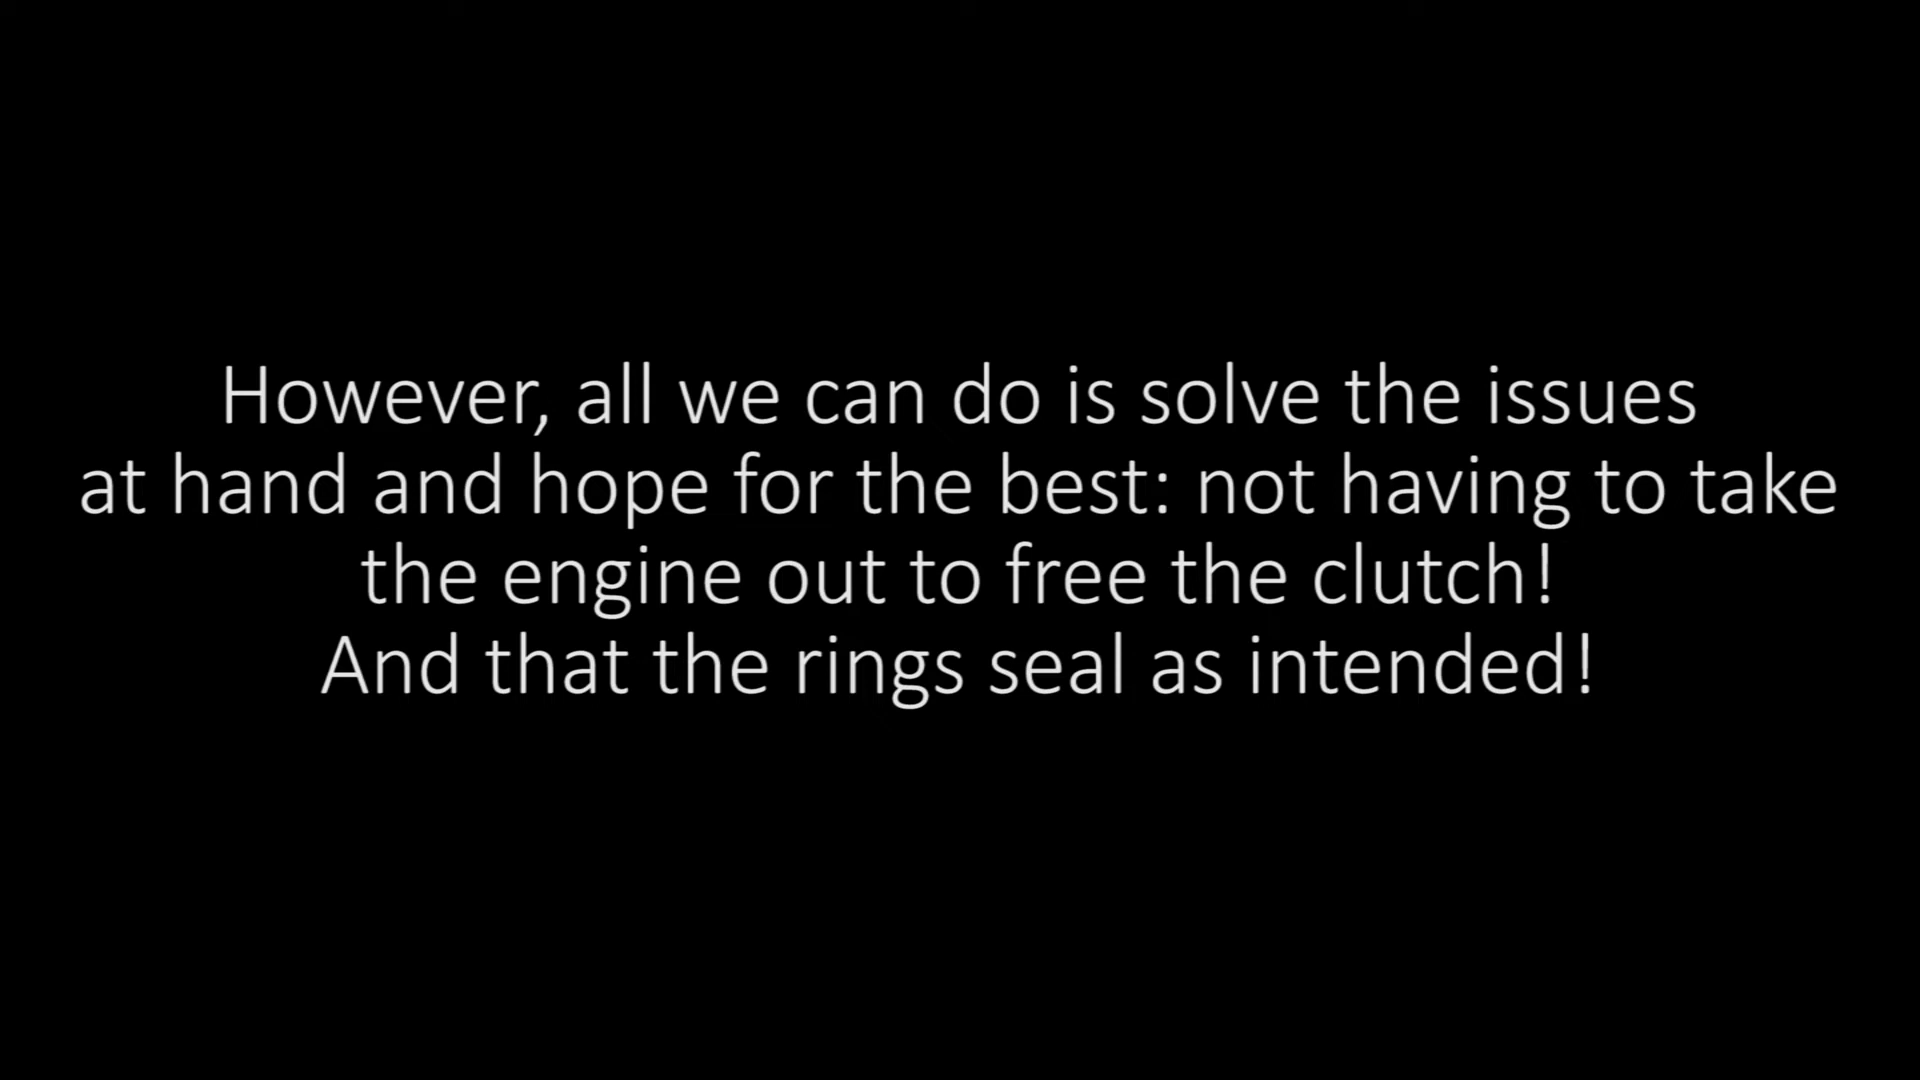 However, all we can do is solve the issues
at hand and hope for the best: not having to take
the engine out to free the clutch!
And that the rings seal as intended!